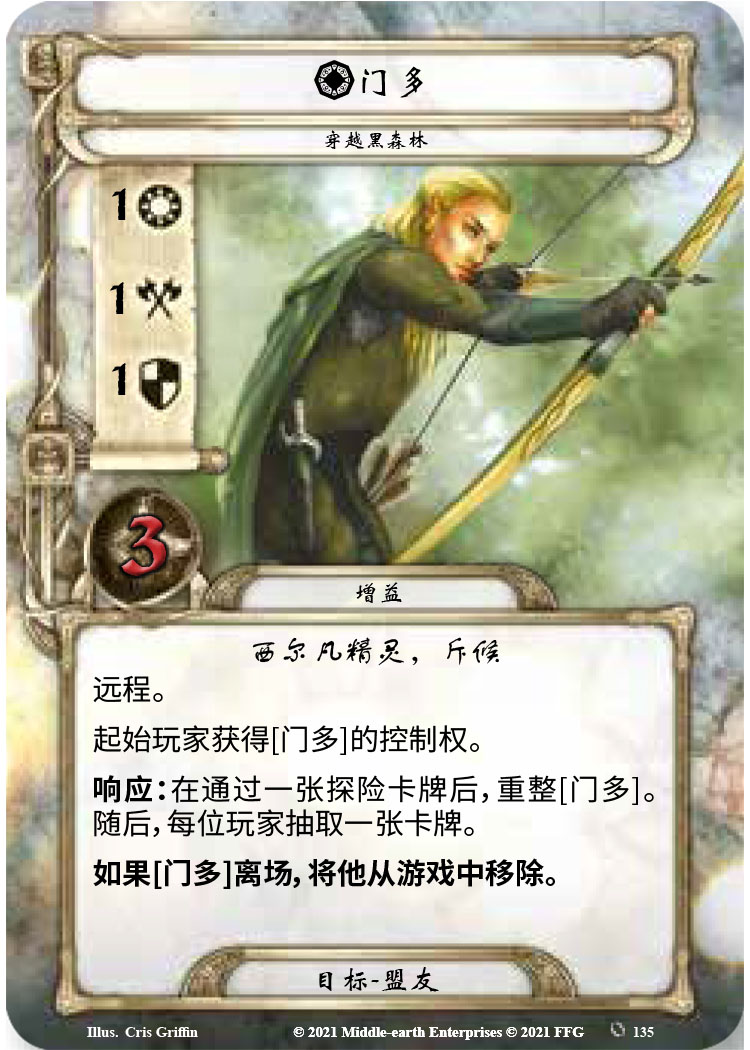 门多
穿越黑森林
1
1
1
3
增益
西尔凡精灵，斥候
远程。
起始玩家获得[门多]的控制权。
响应：在通过一张探险卡牌后，重整[门多]。
随后，每位玩家抽取一张卡牌。
如果[门多]离场，将他从游戏中移除。
目标-盟友
Illus. Cris Griffin © 2021 Middle-earth Enterprises © 2021 FFG 135